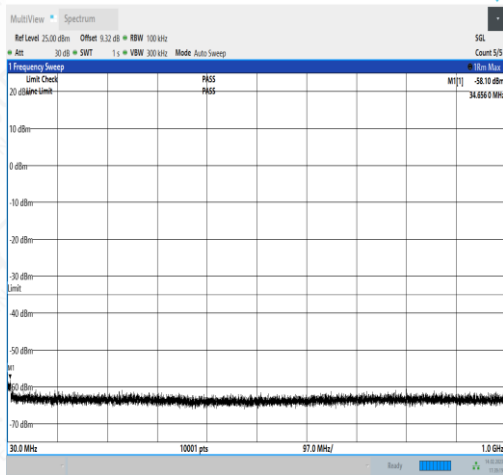 MultiView Spectrum
Ref Level 25.00 dBm Offset 9.32 dB RBW 100 kHz SGL
Att 30 dB SWT 1 s VBW 300 kHz Mode Auto Sweep Count 5/5
1 Frequency Sweep 1Rm Max
Limit Check PASS M1[1] -58.10 dBm
20 dBm Line Limit PASS 34.6560 MHz
10 dBm
0 dBm
-10 dBm
-20 dBm
-30 dBm
Limit
-40 dBm
-50 dBm
M1
-60 dBm
-70 dBm
30.0 MHz 10001 pts 97.0 MHz/ 1.0 GHz
Ready